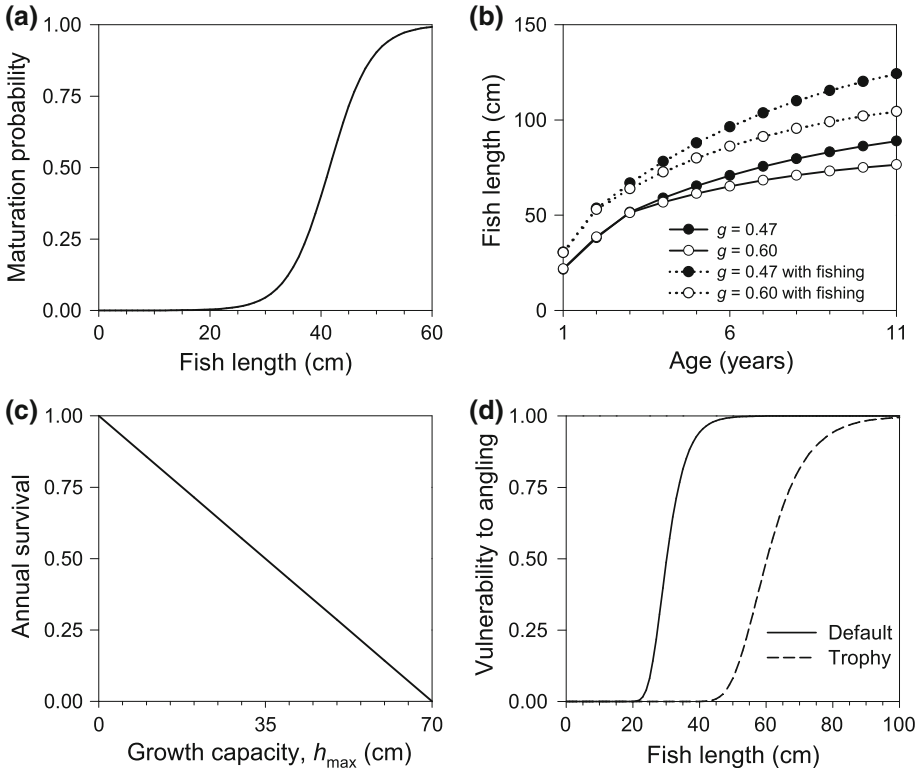 (a)
Maturation probability
1.00
0.75
0.50
0.25
0.00
0 20 40 60
Fish length (cm)
(b)
Fish length (cm)
150
100
50
0
g = 0.47
g = 0.60
g = 0.47 with fishing
g = 0.60 with fishing
1 6 11
Age (years)
(c)
Annual survival
1.00
0.75
0.50
0.25
0.00
0 35 70
Growth capacity, hmax (cm)
(d)
Vulnerability to angling
1.00
0.75
0.50
0.25
0.00
Default
Trophy
0 20 40 60 80 100
Fish length (cm)